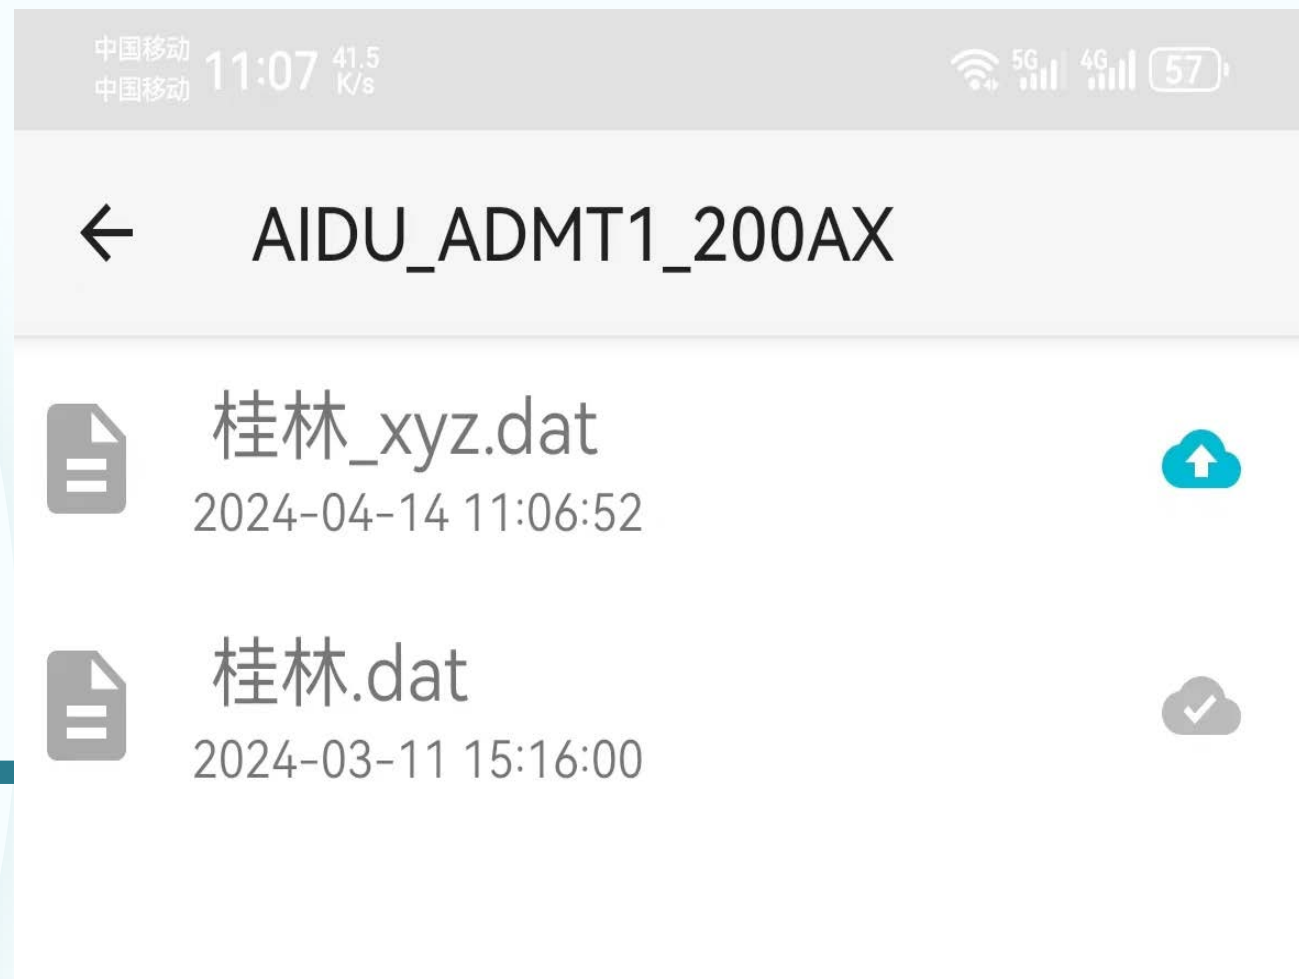 中国移动
中国移动
11:07
41.5
K/s
5G
4G
57
AIDU_ADMT1_200AX
桂林_xyz.dat
2024-04-14 11:06:52
桂林.dat
2024-03-11 15:16:00